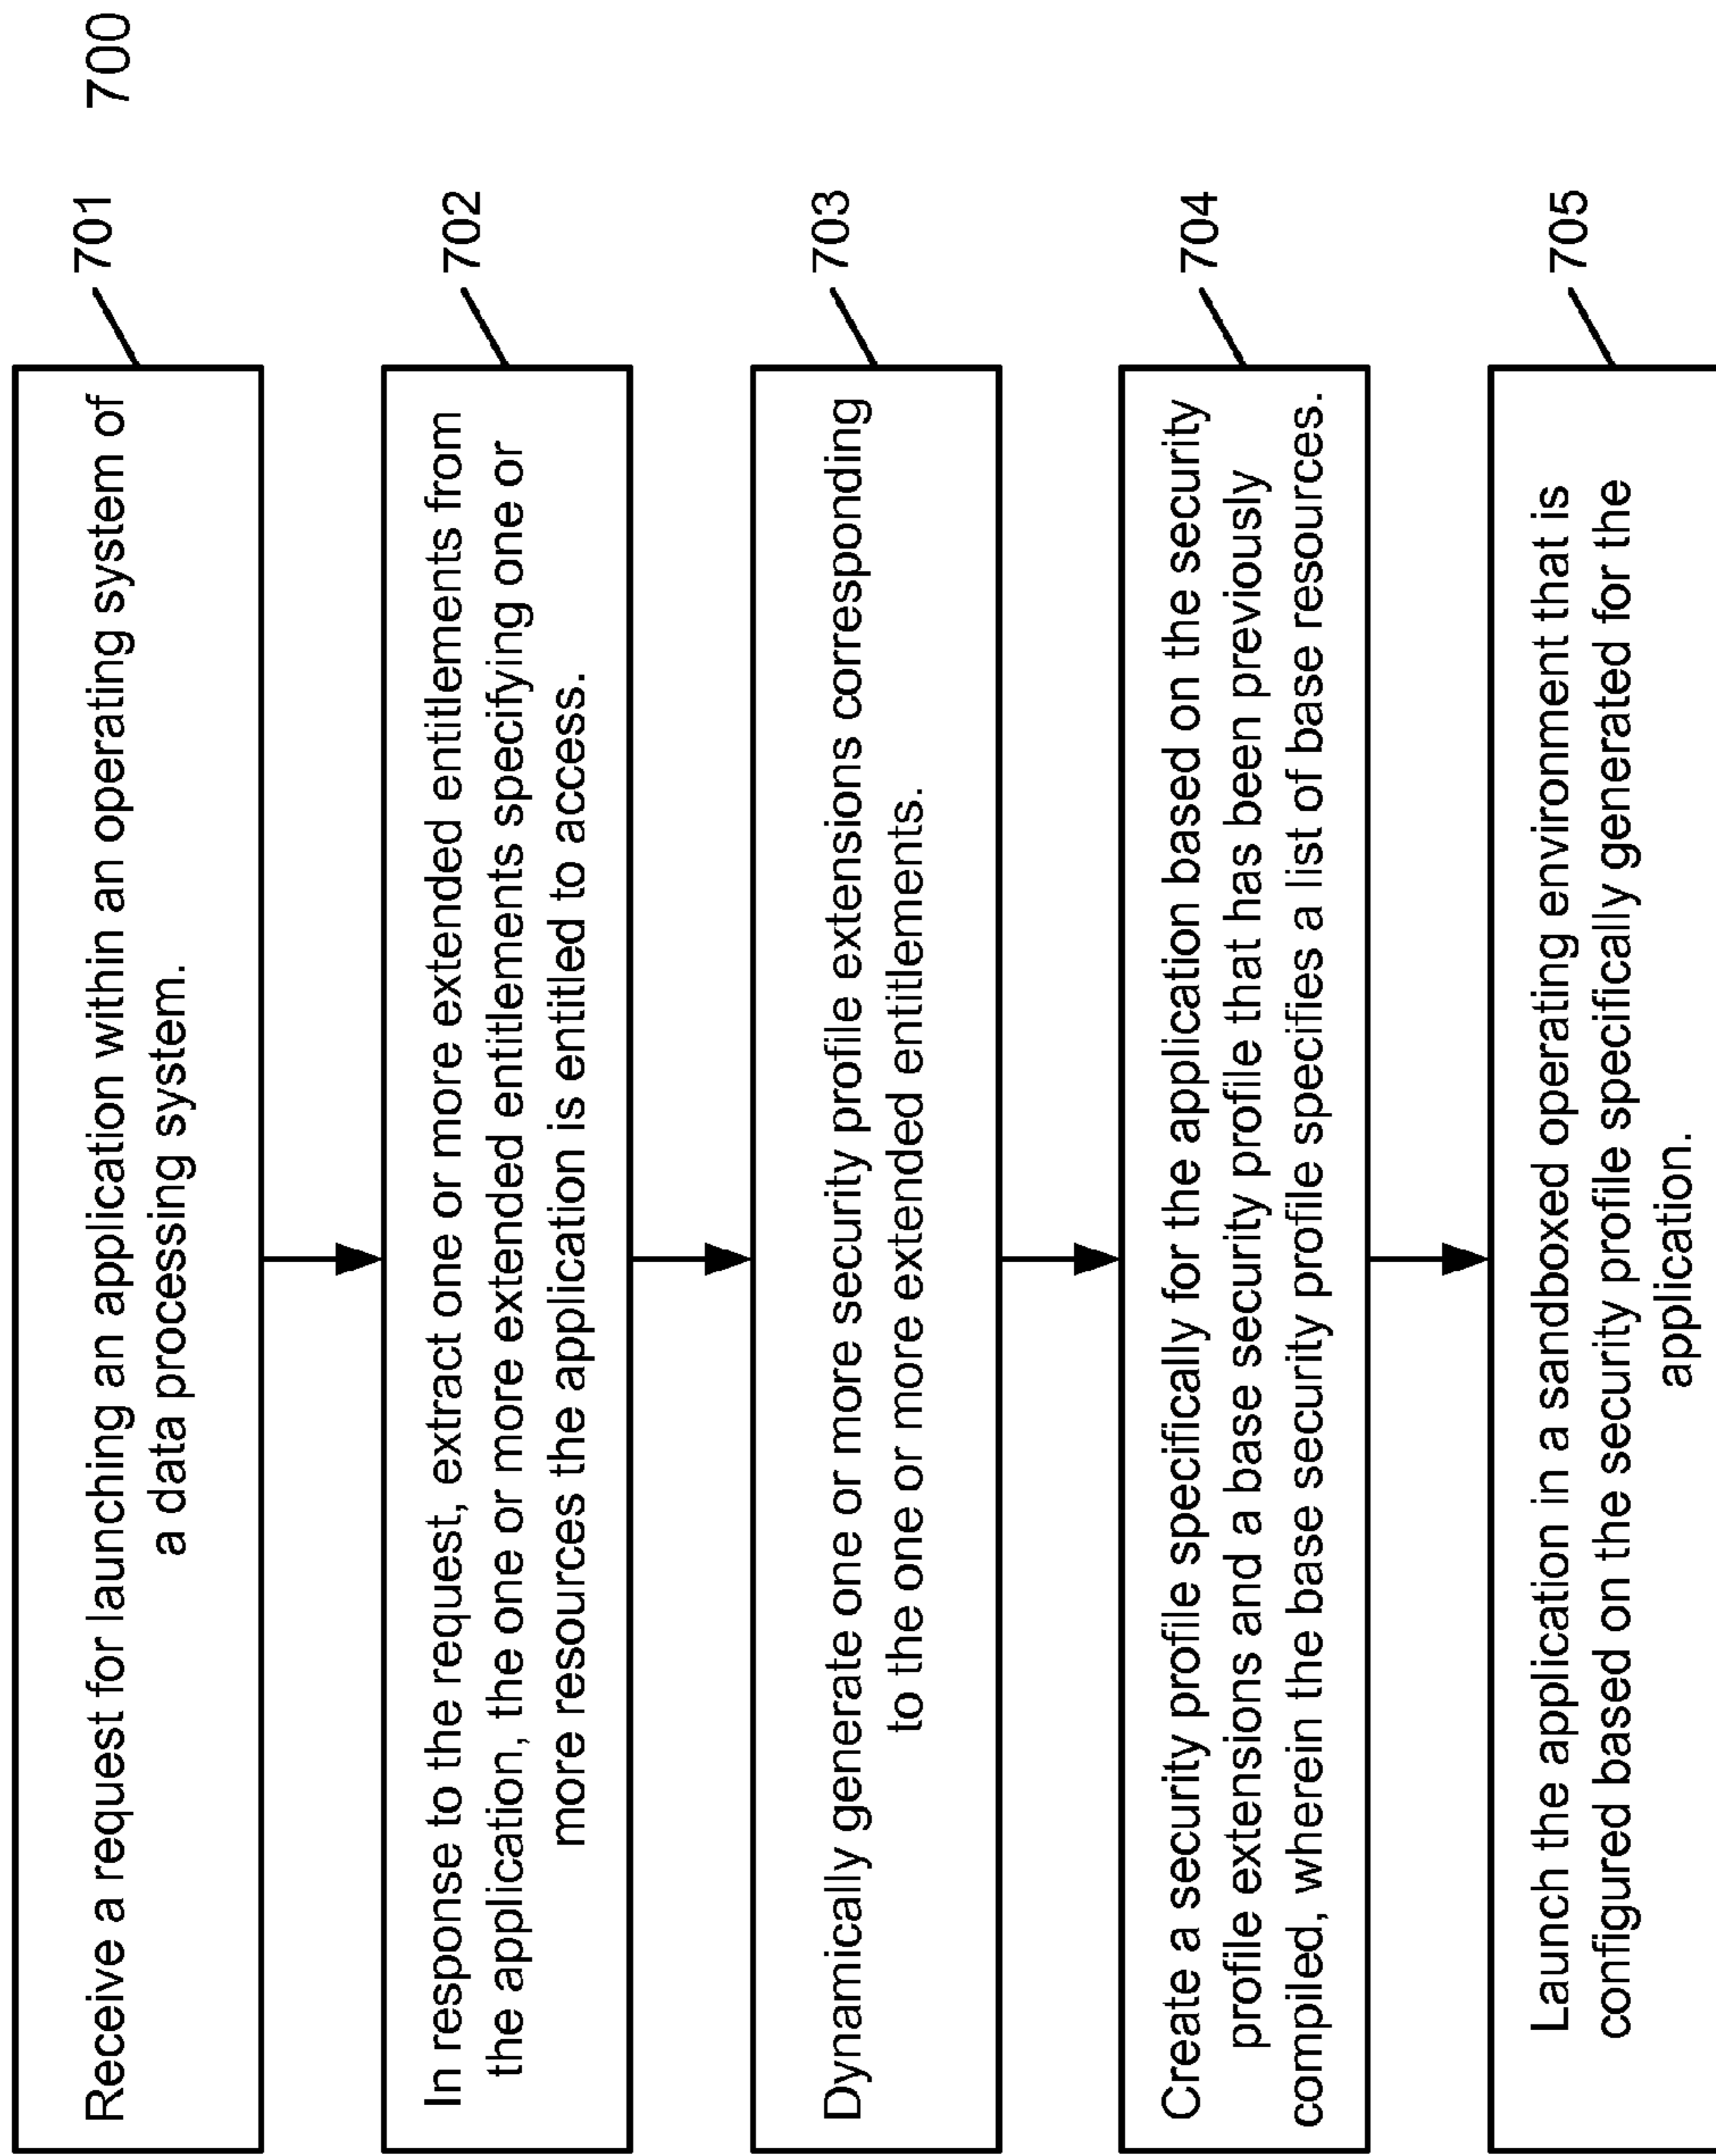 700
701
Receive a request for launching an application within an operating system of
a data processing system.
702
In response to the request, extract one or more extended entitlements from
the application, the one or more extended entitlements specifying one or
more resources the application is entitled to access.
703
Dynamically generate one or more security profile extensions corresponding
to the one or more extended entitlements.
704
Create a security profile specifically for the application based on the security
profile extensions and a base security profile that has been previously
compiled, wherein the base security profile specifies a list of base resources.
705
Launch the application in a sandboxed operating environment that is
configured based on the security profile specifically generated for the
application.